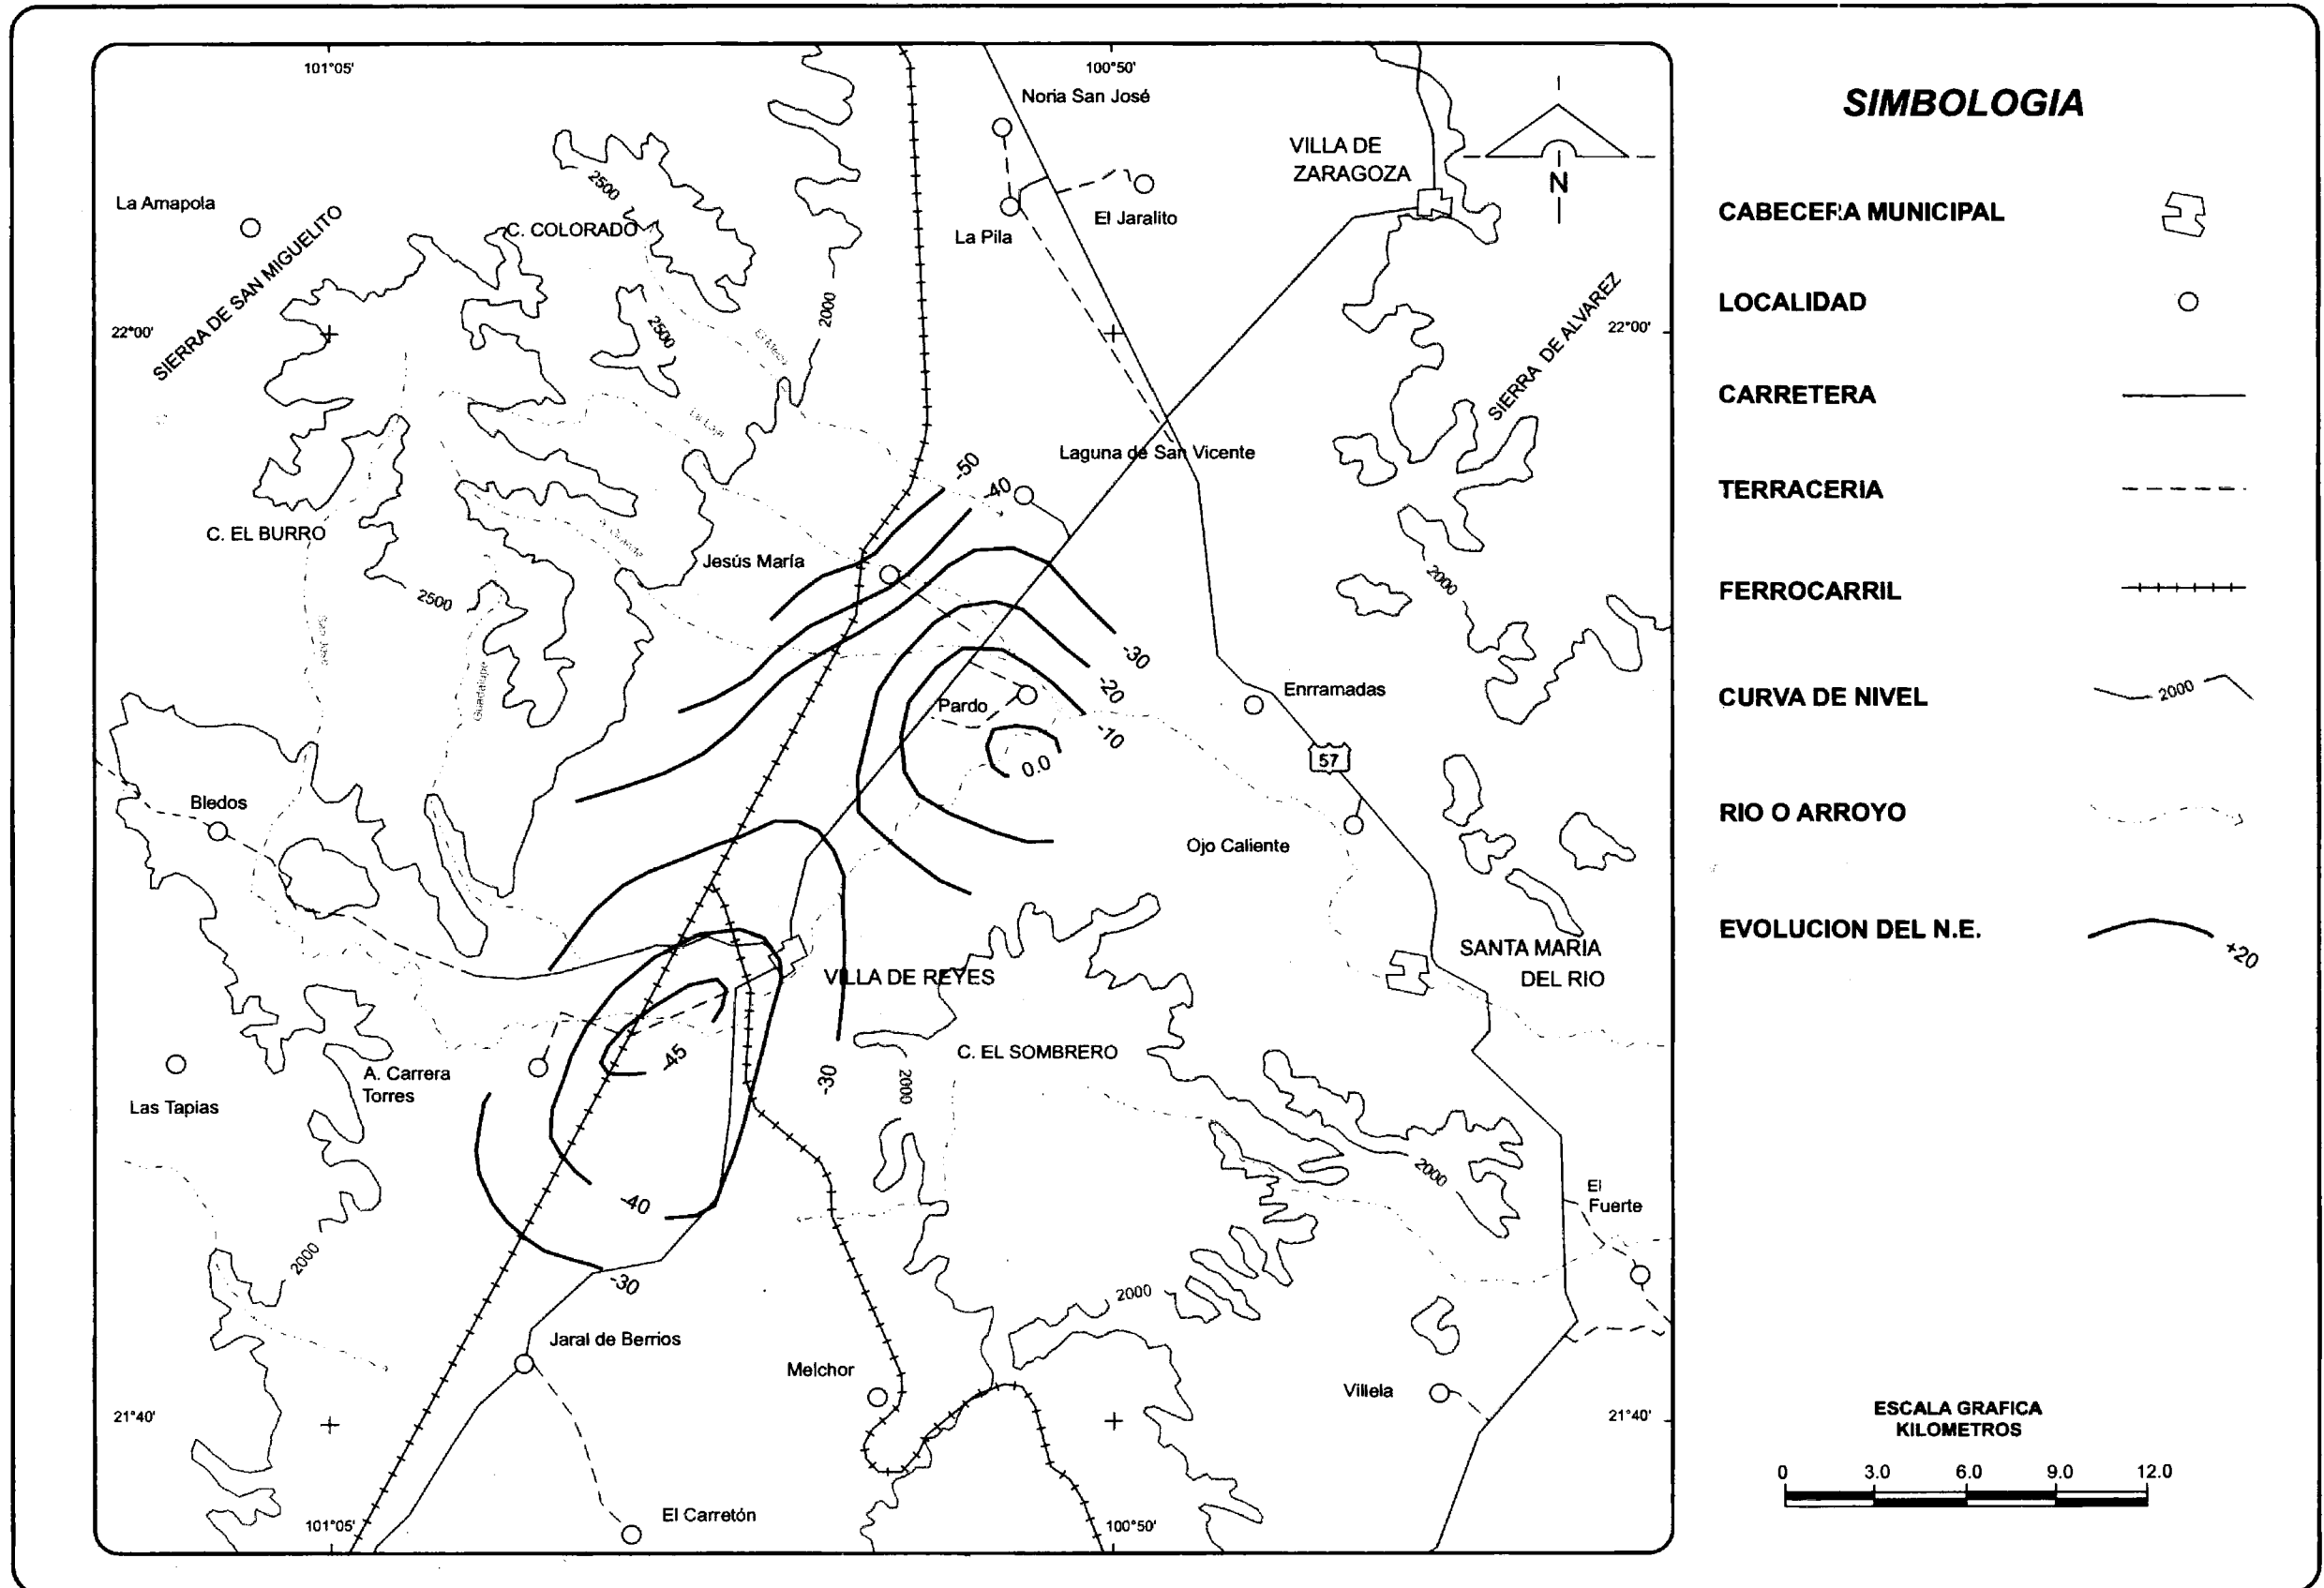 101°05'
100°50'
Noria San José
VILLA DE
ZARAGOZA
N
La Amapola
SIERRA DE SAN MIGUELITO
2500
C. COLORADO
La Pila
El Jaralito
2500
2000
22°00'
22°00'
SIERRA DE ALVAREZ
Laguna de San Vicente
-50
-40
C. EL BURRO
Jesús María
2500
2000
-30
-20
-10
Guadalupe
Pardo
0.0
Enrramadas
57
Bledos
Ojo Caliente
VILLA DE REYES
SANTA MARIA
DEL RIO
C. EL SOMBRERO
-45
-30
2000
A. Carrera
Torres
Las Tapias
-40
2000
-30
2000
2000
El
Fuerte
Jaral de Berrios
Melchor
Villela
21°40'
21°40'
El Carretón
101°05'
100°50'
SIMBOLOGIA
CABECERA MUNICIPAL
LOCALIDAD
CARRETERA
TERRACERIA
FERROCARRIL
CURVA DE NIVEL
2000
RIO O ARROYO
EVOLUCION DEL N.E.
+20
ESCALA GRAFICA
KILOMETROS
0 3.0 6.0 9.0 12.0